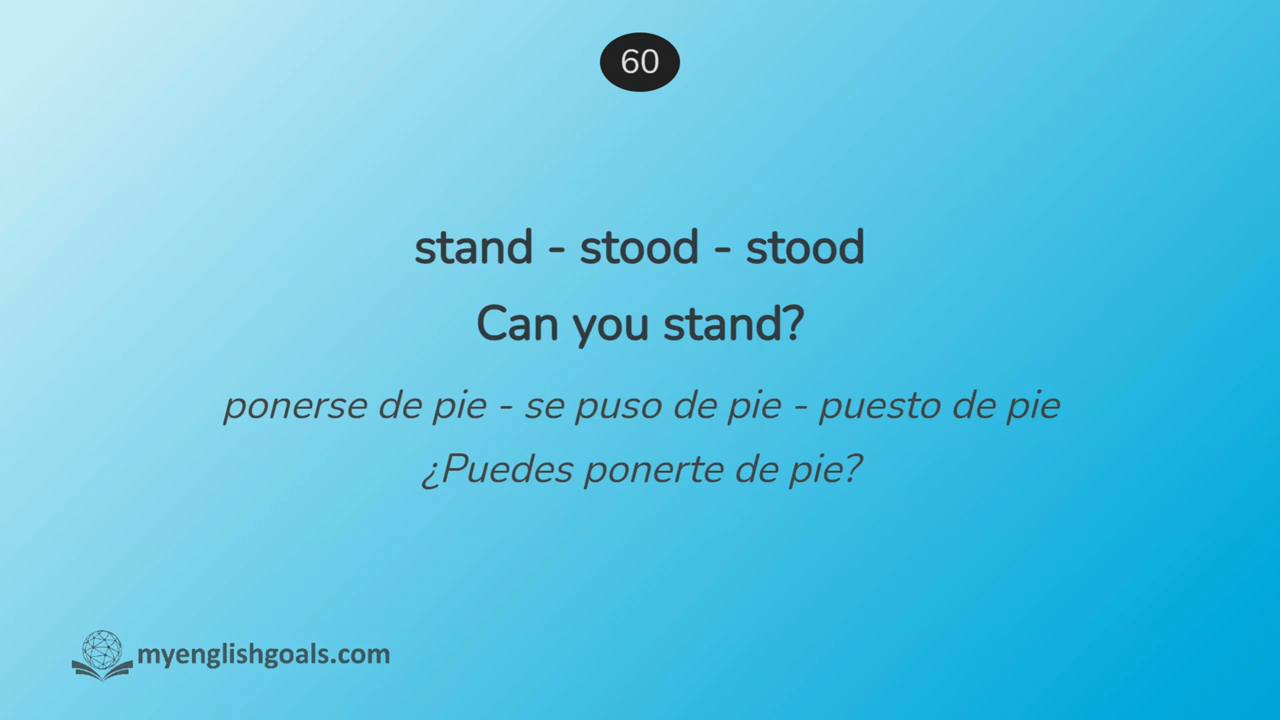 60
stand - stood - stood
Can you stand?
ponerse de pie - se puso de pie - puesto de pie
¿Puedes ponerte de pie?
myenglishgoals.com